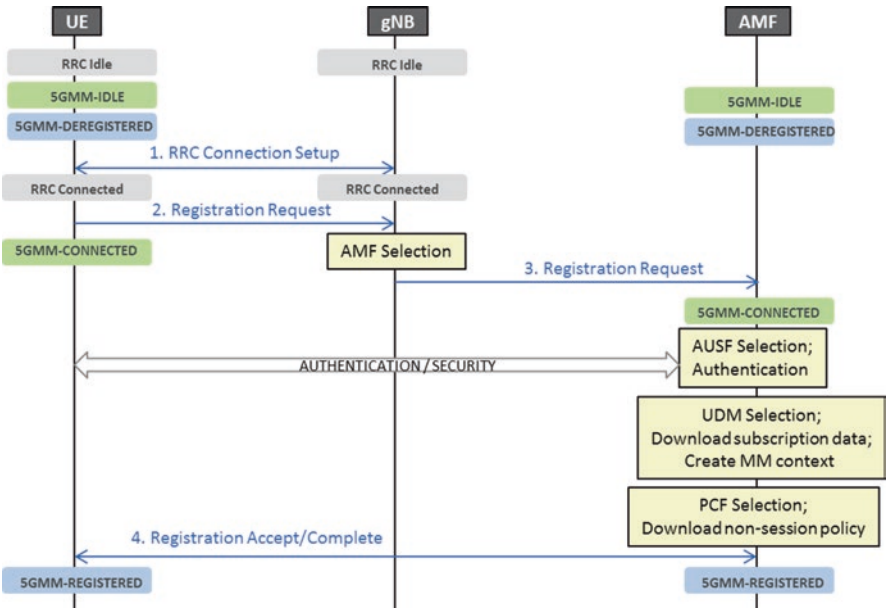 UE
gNB
AMF
RRC Idle
RRC Idle
5GMM-IDLE
5GMM-IDLE
5GMM-DEREGISTERED
5GMM-DEREGISTERED
1. RRC Connection Setup
RRC Connected
RRC Connected
2. Registration Request
5GMM-CONNECTED
AMF Selection
3. Registration Request
5GMM-CONNECTED
AUSF Selection;
Authentication
AUTHENTICATION / SECURITY
UDM Selection;
Download subscription data;
Create MM context
PCF Selection;
Download non-session policy
4. Registration Accept/Complete
5GMM-REGISTERED
5GMM-REGISTERED